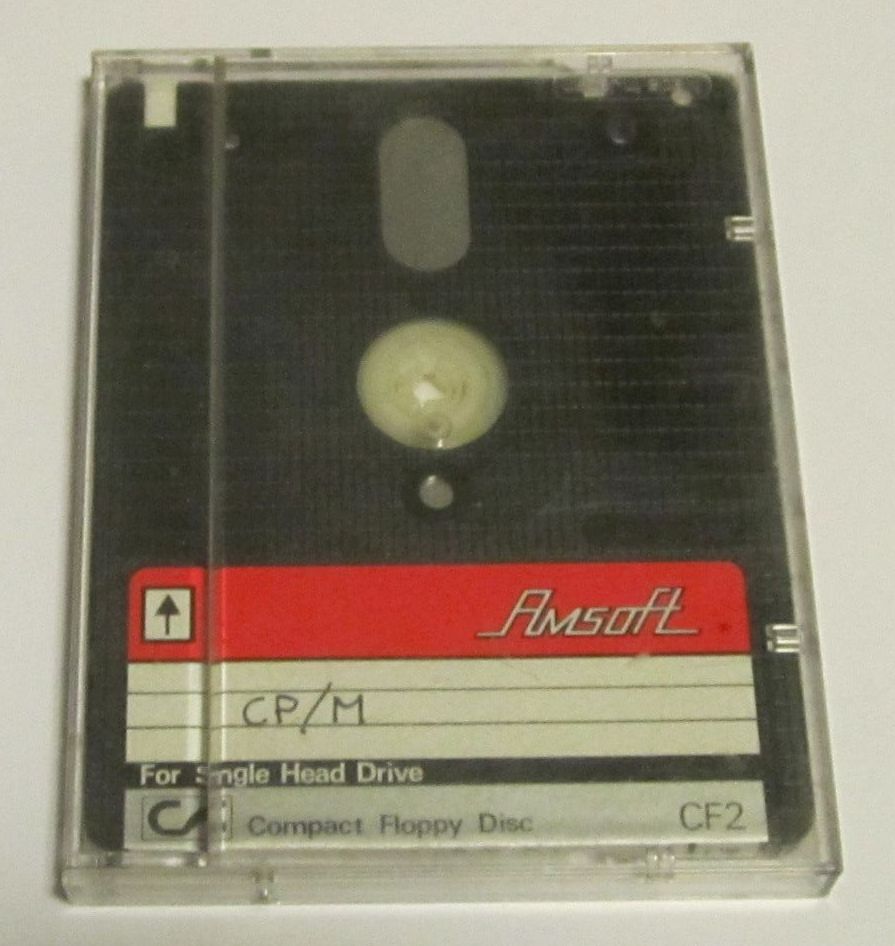 Amsoft
CP/M
For Single Head Drive
Compact Floppy Disc CF2